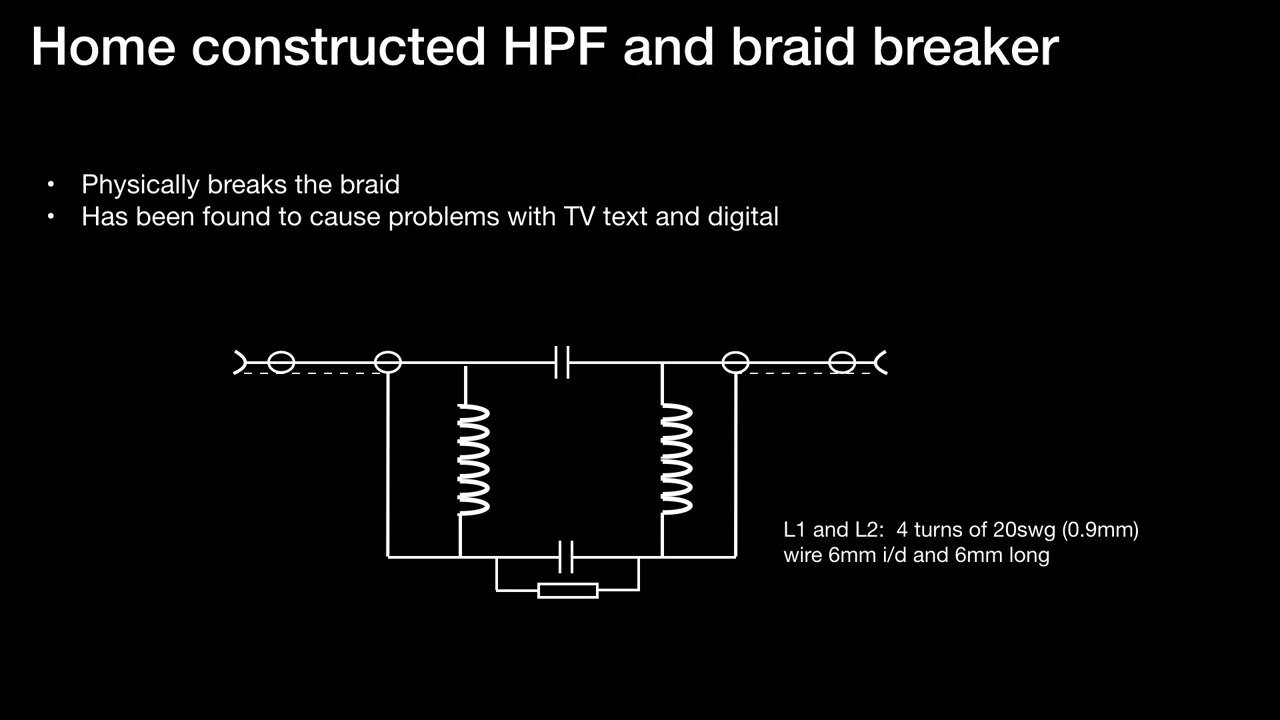 Home constructed HPF and braid breaker
• Physically breaks the braid
• Has been found to cause problems with TV text and digital
L1 and L2:  4 turns of 20swg (0.9mm)
wire 6mm i/d and 6mm long